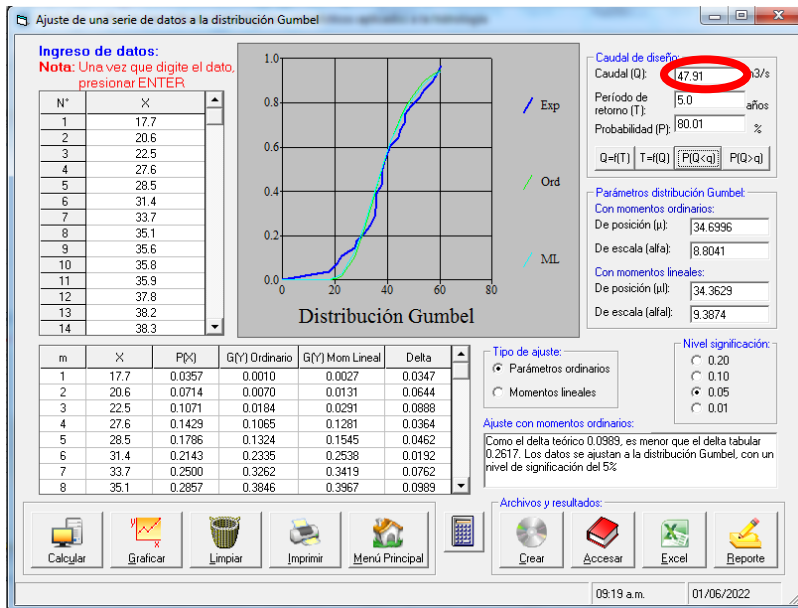 Ajuste de una serie de datos a la distribución Gumbel
Ingreso de datos:
Nota: Una vez que digite el dato,
presionar ENTER
N° X
1 17.7
2 20.6
3 22.5
4 27.6
5 28.5
6 31.4
7 33.7
8 35.1
9 35.6
10 35.8
11 35.9
12 37.8
13 38.2
14 38.3
1.0
0.8
0.6
0.4
0.2
0.0
0 20 40 60 80
Exp
Ord
ML
Distribución Gumbel
Caudal de diseño:
Caudal (Q): 47.91 m3/s
Período de
retorno (T): 5.0 años
Probabilidad (P): 80.01 %
Q=f(T) T=f(Q) P(Q<q) P(Q>q)
Parámetros distribución Gumbel:
Con momentos ordinarios:
De posición (µ): 34.6996
De escala (alfa): 8.8041
Con momentos lineales:
De posición (µl): 34.3629
De escala (alfal): 9.3874
m X P(X) G(Y) Ordinario G(Y) Mom Lineal Delta
1 17.7 0.0357 0.0010 0.0027 0.0347
2 20.6 0.0714 0.0070 0.0131 0.0644
3 22.5 0.1071 0.0184 0.0291 0.0888
4 27.6 0.1429 0.1065 0.1281 0.0364
5 28.5 0.1786 0.1324 0.1545 0.0462
6 31.4 0.2143 0.2335 0.2538 0.0192
7 33.7 0.2500 0.3262 0.3419 0.0762
8 35.1 0.2857 0.3846 0.3967 0.0989
Tipo de ajuste:
Parámetros ordinarios
Momentos lineales
Nivel significación:
0.20
0.10
0.05
0.01
Ajuste con momentos ordinarios:
Como el delta teórico 0.0989, es menor que el delta tabular
0.2617. Los datos se ajustan a la distribución Gumbel, con un
nivel de significación del 5%
Calcular Graficar Limpiar Imprimir Menú Principal
Archivos y resultados:
Crear Accesar Excel Reporte
09:19 a.m. 01/06/2022